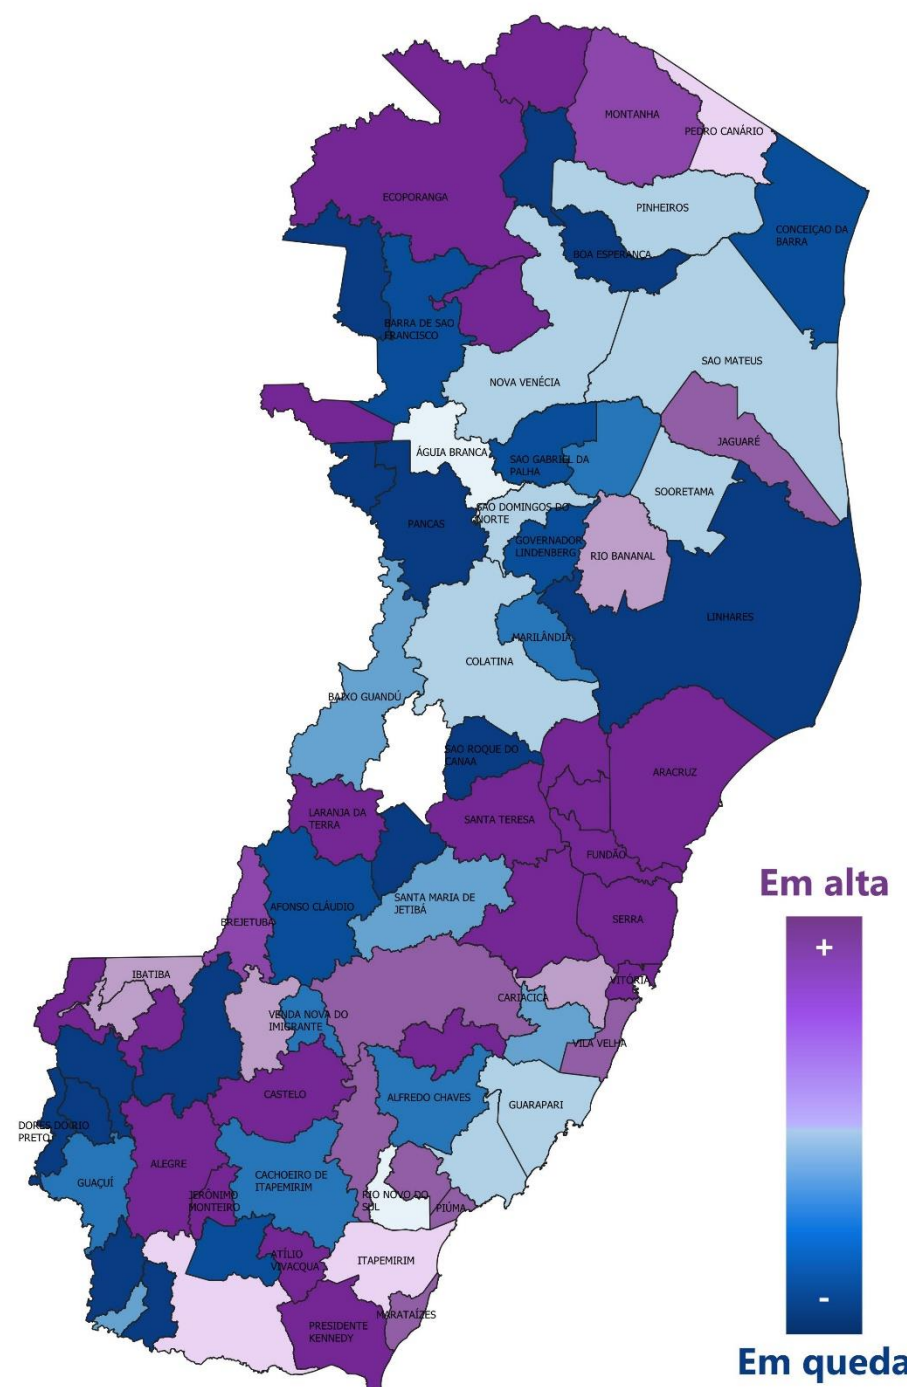 MONTANHA
PEDRO CANÁRIO
ECOPORANGA
PINHEIROS
CONCEIÇAO DA
BARRA
BOA ESPERANÇA
BARRA DE SAO
FRANCISCO
SAO MATEUS
NOVA VENÉCIA
JAGUARÉ
ÁGUIA BRANCA
SAO GABRIEL DA
PALHA
SOORETAMA
SAO DOMINGOS DO
NORTE
PANCAS
GOVERNADOR
LINDENBERG
RIO BANANAL
LINHARES
MARILÂNDIA
COLATINA
BAIXO GUANDÚ
SAO ROQUE DO
CANAA
ARACRUZ
LARANJA DA
TERRA
SANTA TERESA
FUNDÃO
Em alta
SANTA MARIA DE
JETIBÁ
AFONSO CLÁUDIO
BREJETUBA
SERRA
+
IBATIBA
VITÓRIA
CARIACICA
VENDA NOVA DO
IMIGRANTE
VILA VELHA
CASTELO
ALFREDO CHAVES
GUARAPARI
DORES DO RIO
PRETO
ALEGRE
GUAÇUÍ
CACHOEIRO DE
ITAPEMIRIM
JERÔNIMO
MONTEIRO
RIO NOVO DO
SUL
PIÚMA
ATÍLIO
VIVACQUA
ITAPEMIRIM
MARATAÍZES
PRESIDENTE
KENNEDY
-
Em queda